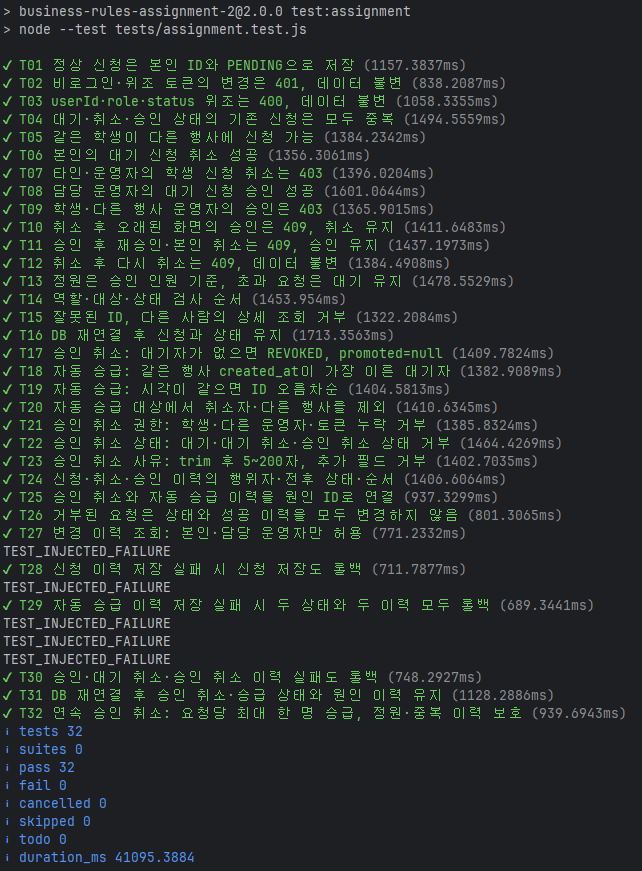 > business-rules-assignment-2@2.0.0 test:assignment
> node --test tests/assignment.test.js
✓ T01 정상 신청은 본인 ID와 PENDING으로 저장 (1157.3837ms)
✓ T02 비로그인·위조 토큰의 변경은 401, 데이터 불변 (838.2087ms)
✓ T03 userId·role·status 위조는 400, 데이터 불변 (1058.3355ms)
✓ T04 대기·취소·승인 상태의 기존 신청은 모두 중복 (1494.5559ms)
✓ T05 같은 학생이 다른 행사에 신청 가능 (1384.2342ms)
✓ T06 본인의 대기 신청 취소 성공 (1356.3061ms)
✓ T07 타인·운영자의 학생 신청 취소는 403 (1396.0204ms)
✓ T08 담당 운영자의 대기 신청 승인 성공 (1601.0644ms)
✓ T09 학생·다른 행사 운영자의 승인은 403 (1365.9015ms)
✓ T10 취소 후 오래된 화면의 승인은 409, 취소 유지 (1411.6483ms)
✓ T11 승인 후 재승인·본인 취소는 409, 승인 유지 (1437.1973ms)
✓ T12 취소 후 다시 취소는 409, 데이터 불변 (1384.4908ms)
✓ T13 정원은 승인 인원 기준, 초과 요청은 대기 유지 (1478.5529ms)
✓ T14 역할·대상·상태 검사 순서 (1453.954ms)
✓ T15 잘못된 ID, 다른 사람의 상세 조회 거부 (1322.2084ms)
✓ T16 DB 재연결 후 신청과 상태 유지 (1713.3563ms)
✓ T17 승인 취소: 대기자가 없으면 REVOKED, promoted=null (1409.7824ms)
✓ T18 자동 승급: 같은 행사 created_at이 가장 이른 대기자 (1382.9089ms)
✓ T19 자동 승급: 시각이 같으면 ID 오름차순 (1404.5813ms)
✓ T20 자동 승급 대상에서 취소자·다른 행사를 제외 (1410.6345ms)
✓ T21 승인 취소 권한: 학생·다른 운영자·토큰 누락 거부 (1385.8324ms)
✓ T22 승인 취소 상태: 대기·대기 취소·승인 취소 상태 거부 (1464.4269ms)
✓ T23 승인 취소 사유: trim 후 5~200자, 추가 필드 거부 (1402.7035ms)
✓ T24 신청·취소·승인 이력의 행위자·전후 상태·순서 (1406.6064ms)
✓ T25 승인 취소와 자동 승급 이력을 원인 ID로 연결 (937.3299ms)
✓ T26 거부된 요청은 상태와 성공 이력을 모두 변경하지 않음 (801.3065ms)
✓ T27 변경 이력 조회: 본인·담당 운영자만 허용 (771.2332ms)
TEST_INJECTED_FAILURE
✓ T28 신청 이력 저장 실패 시 신청 저장도 롤백 (711.7877ms)
TEST_INJECTED_FAILURE
✓ T29 자동 승급 이력 저장 실패 시 두 상태와 두 이력 모두 롤백 (689.3441ms)
TEST_INJECTED_FAILURE
TEST_INJECTED_FAILURE
TEST_INJECTED_FAILURE
✓ T30 승인·대기 취소·승인 취소 이력 실패도 롤백 (748.2927ms)
✓ T31 DB 재연결 후 승인 취소·승급 상태와 원인 이력 유지 (1128.2886ms)
✓ T32 연속 승인 취소: 요청당 최대 한 명 승급, 정원·중복 이력 보호 (939.6943ms)
ℹ tests 32
ℹ suites 0
ℹ pass 32
ℹ fail 0
ℹ cancelled 0
ℹ skipped 0
ℹ todo 0
ℹ duration_ms 41095.3884